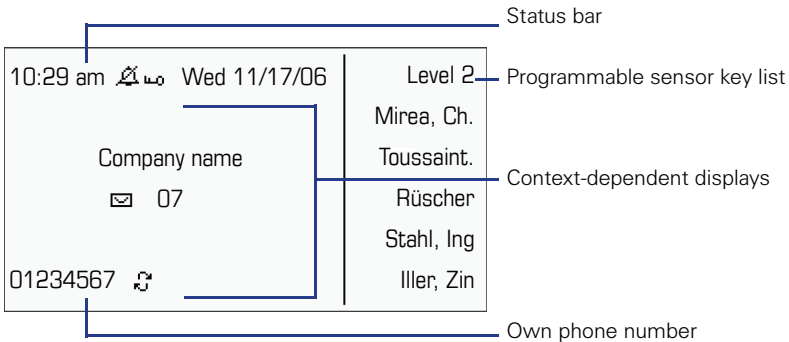 Status bar
10:29 am Wed 11/17/06
Level 2
Programmable sensor key list
Mirea, Ch.
Company name
Toussaint.
Context-dependent displays
07
Rüscher
Stahl, Ing
01234567
Iller, Zin
Own phone number